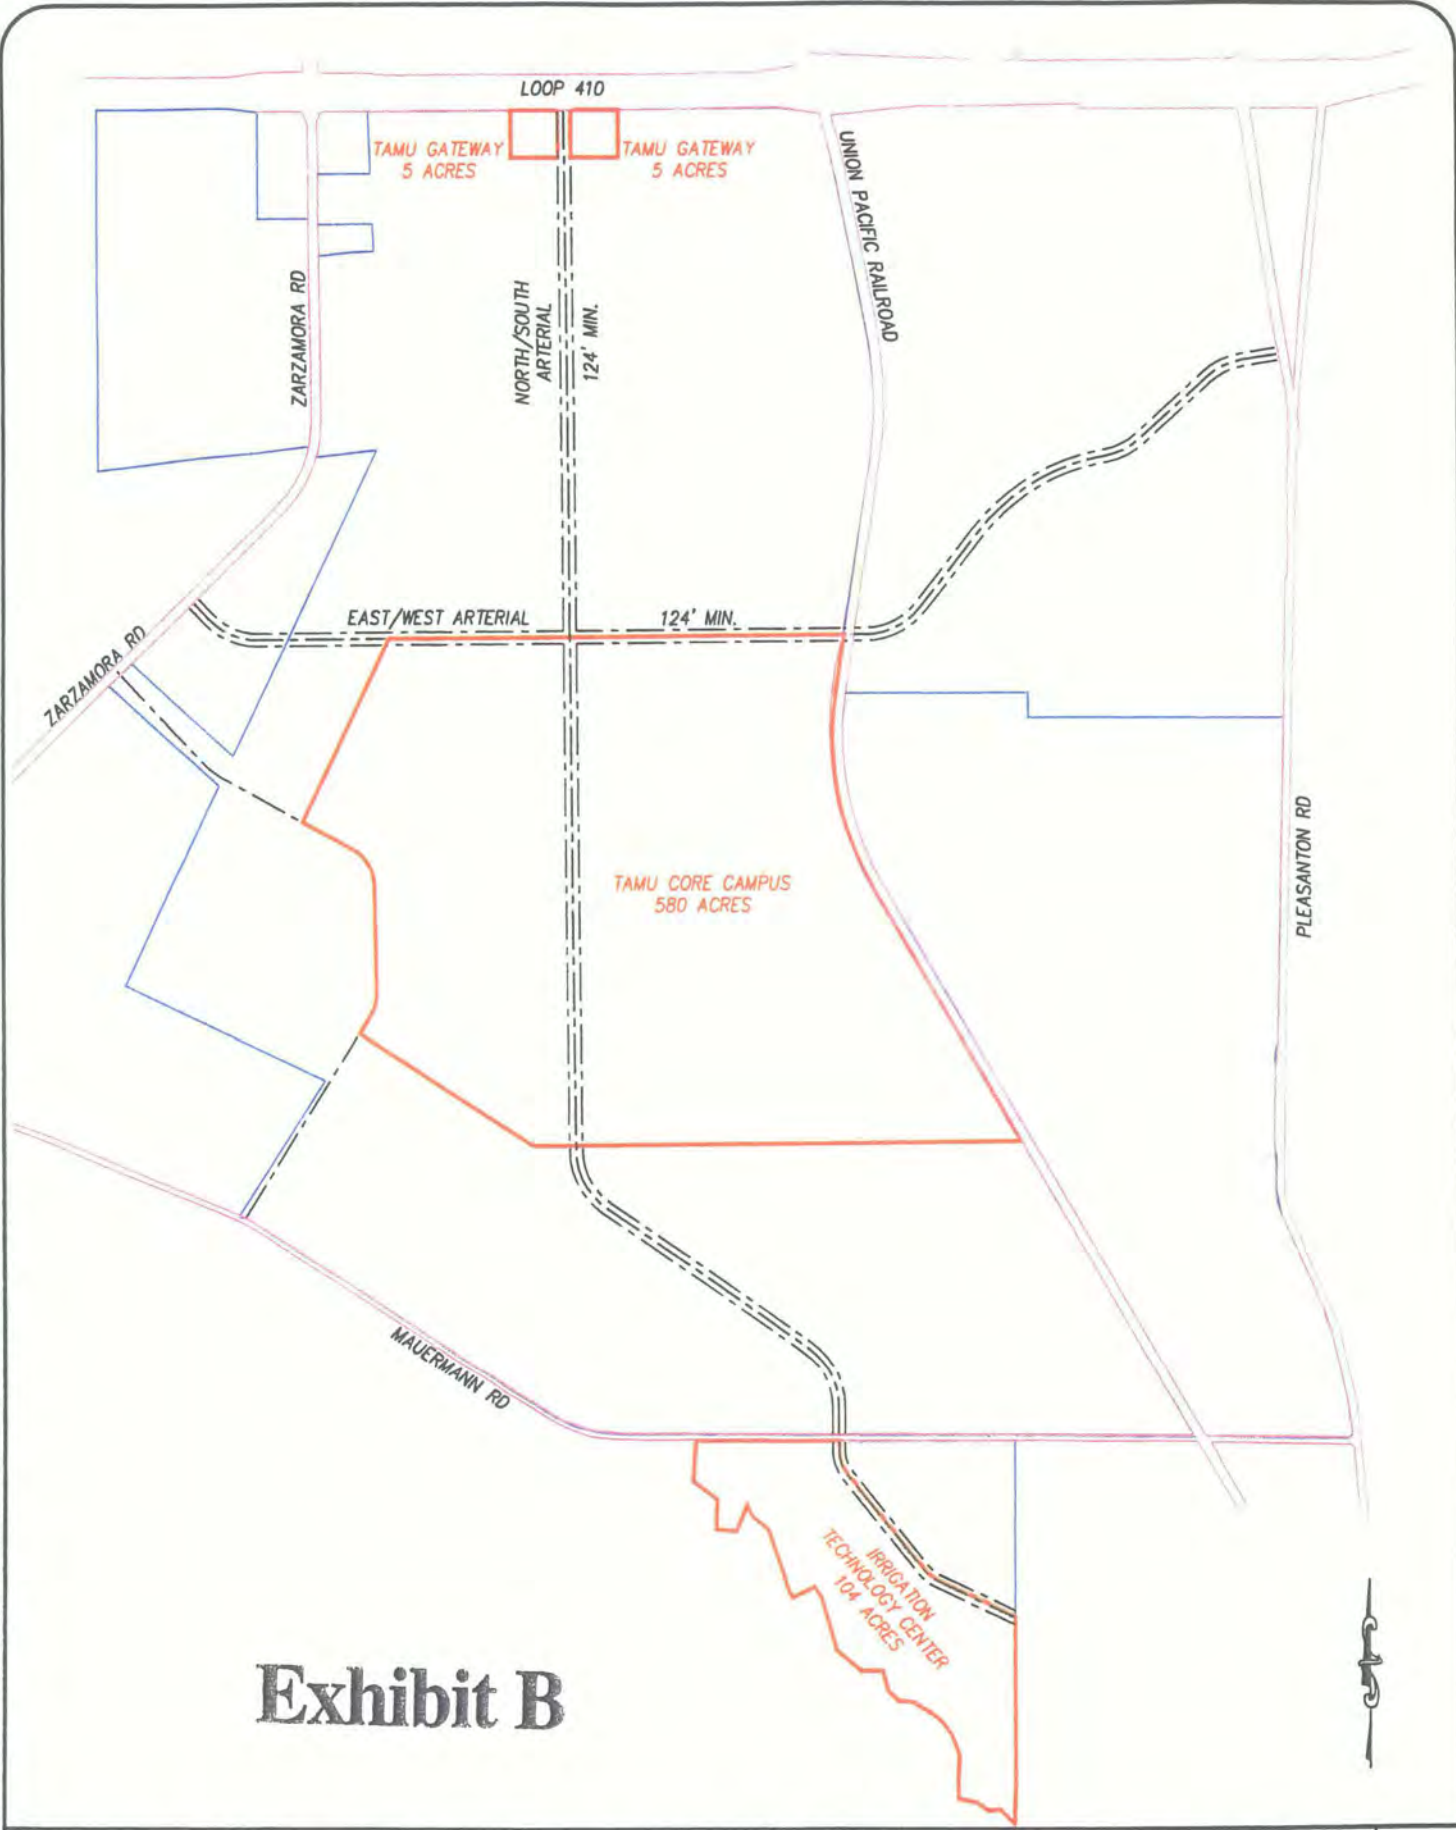 LOOP 410
TAMU GATEWAY
5 ACRES
TAMU GATEWAY
5 ACRES
UNION PACIFIC RAILROAD
ZARZAMORA RD
NORTH/SOUTH
ARTERIAL
124' MIN.
EAST/WEST ARTERIAL
124' MIN.
ZARZAMORA RD
TAMU CORE CAMPUS
580 ACRES
PLEASANTON RD
MAUERMANN RD
IRRIGATION
TECHNOLOGY CENTER
104 ACRES
Exhibit B